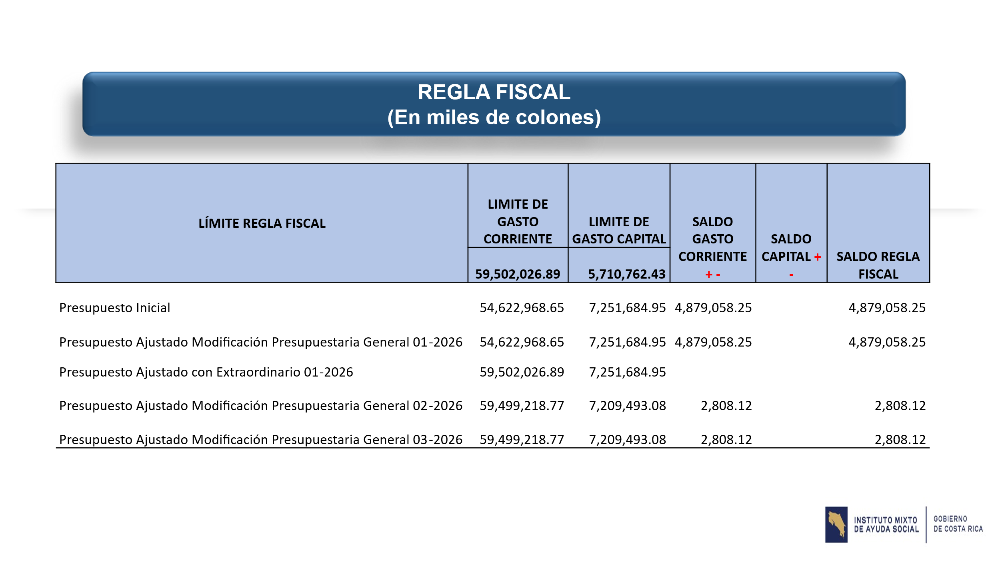 REGLA FISCAL
(En miles de colones)
LÍMITE REGLA FISCAL
LIMITE DE
GASTO
CORRIENTE
59,502,026.89
LIMITE DE
GASTO CAPITAL
5,710,762.43
SALDO
GASTO
CORRIENTE
+ -
SALDO
CAPITAL +
-
SALDO REGLA
FISCAL
Presupuesto Inicial 54,622,968.65 7,251,684.95 4,879,058.25 4,879,058.25
Presupuesto Ajustado Modificación Presupuestaria General 01-2026 54,622,968.65 7,251,684.95 4,879,058.25 4,879,058.25
Presupuesto Ajustado con Extraordinario 01-2026 59,502,026.89 7,251,684.95
Presupuesto Ajustado Modificación Presupuestaria General 02-2026 59,499,218.77 7,209,493.08 2,808.12 2,808.12
Presupuesto Ajustado Modificación Presupuestaria General 03-2026 59,499,218.77 7,209,493.08 2,808.12 2,808.12
INSTITUTO MIXTO
DE AYUDA SOCIAL
GOBIERNO
DE COSTA RICA